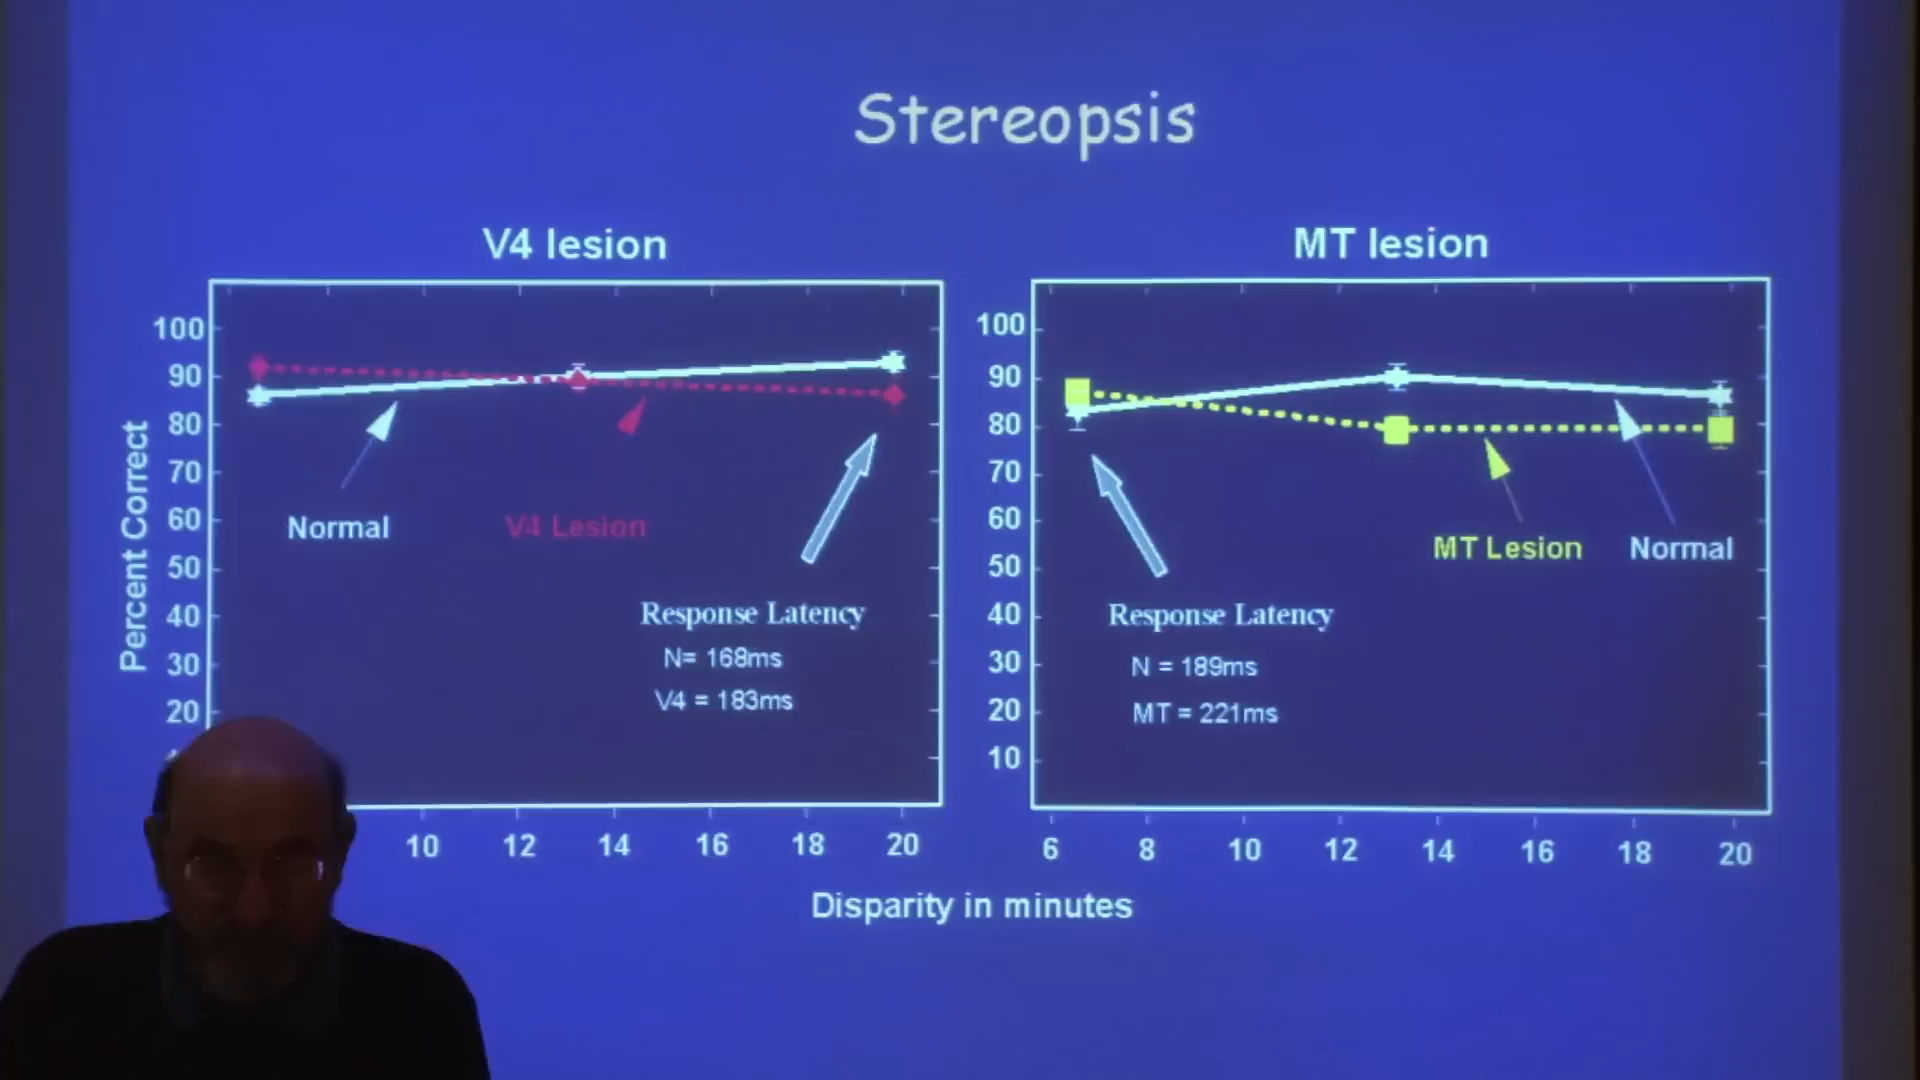 Stereopsis
V4 lesion
Percent Correct
100
90
80
70
60
50
40
30
20
Normal
V4 Lesion
Response Latency
N= 168ms
V4 = 183ms
10 12 14 16 18 20
MT lesion
100
90
80
70
60
50
40
30
20
10
MT Lesion Normal
Response Latency
N = 189ms
MT = 221ms
6 8 10 12 14 16 18 20
Disparity in minutes